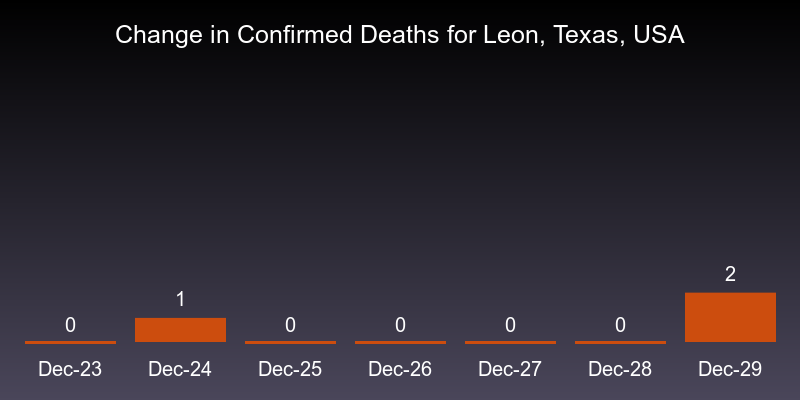 Change in Confirmed Deaths for Leon, Texas, USA
0 1 0 0 0 0 2
Dec-23 Dec-24 Dec-25 Dec-26 Dec-27 Dec-28 Dec-29